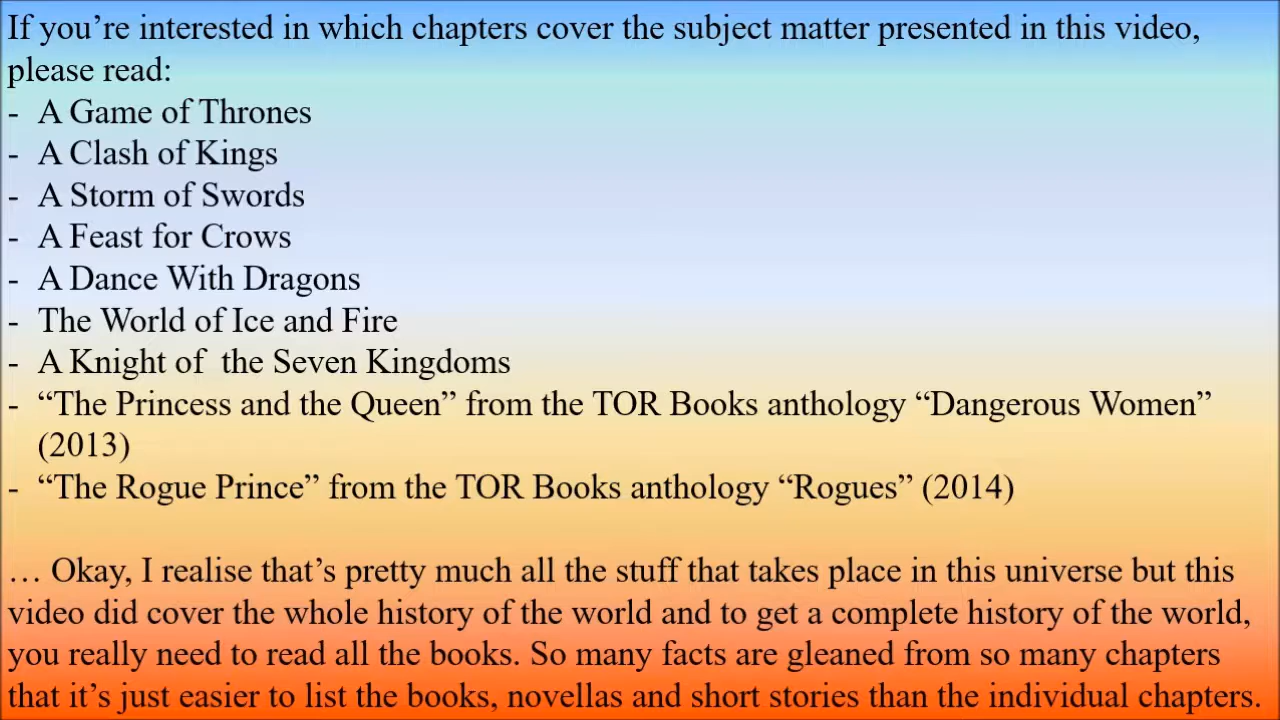 If you’re interested in which chapters cover the subject matter presented in this video,
please read:
- A Game of Thrones
- A Clash of Kings
- A Storm of Swords
- A Feast for Crows
- A Dance With Dragons
- The World of Ice and Fire
- A Knight of  the Seven Kingdoms
- “The Princess and the Queen” from the TOR Books anthology “Dangerous Women”
(2013)
- “The Rogue Prince” from the TOR Books anthology “Rogues” (2014)
… Okay, I realise that’s pretty much all the stuff that takes place in this universe but this
video did cover the whole history of the world and to get a complete history of the world,
you really need to read all the books. So many facts are gleaned from so many chapters
that it’s just easier to list the books, novellas and short stories than the individual chapters.